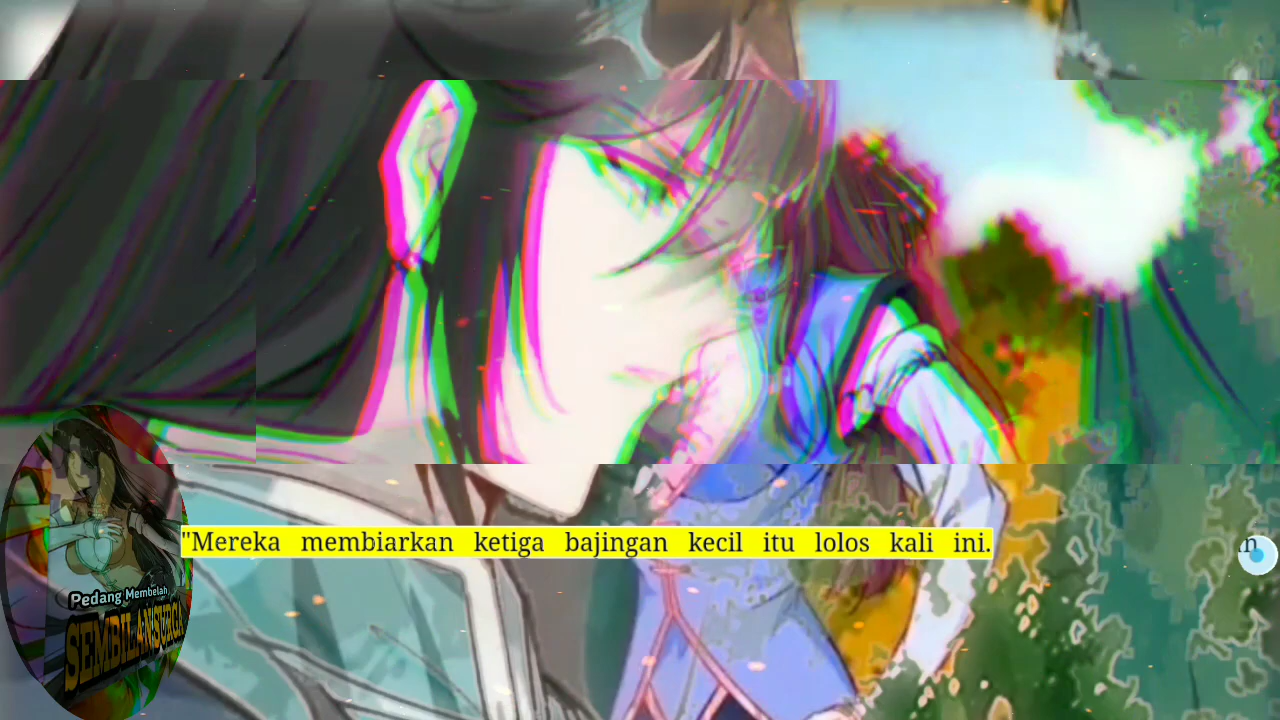 "Mereka membiarkan ketiga bajingan kecil itu lolos kali ini.
Pedang Membelah
SEMBILAN SURGA